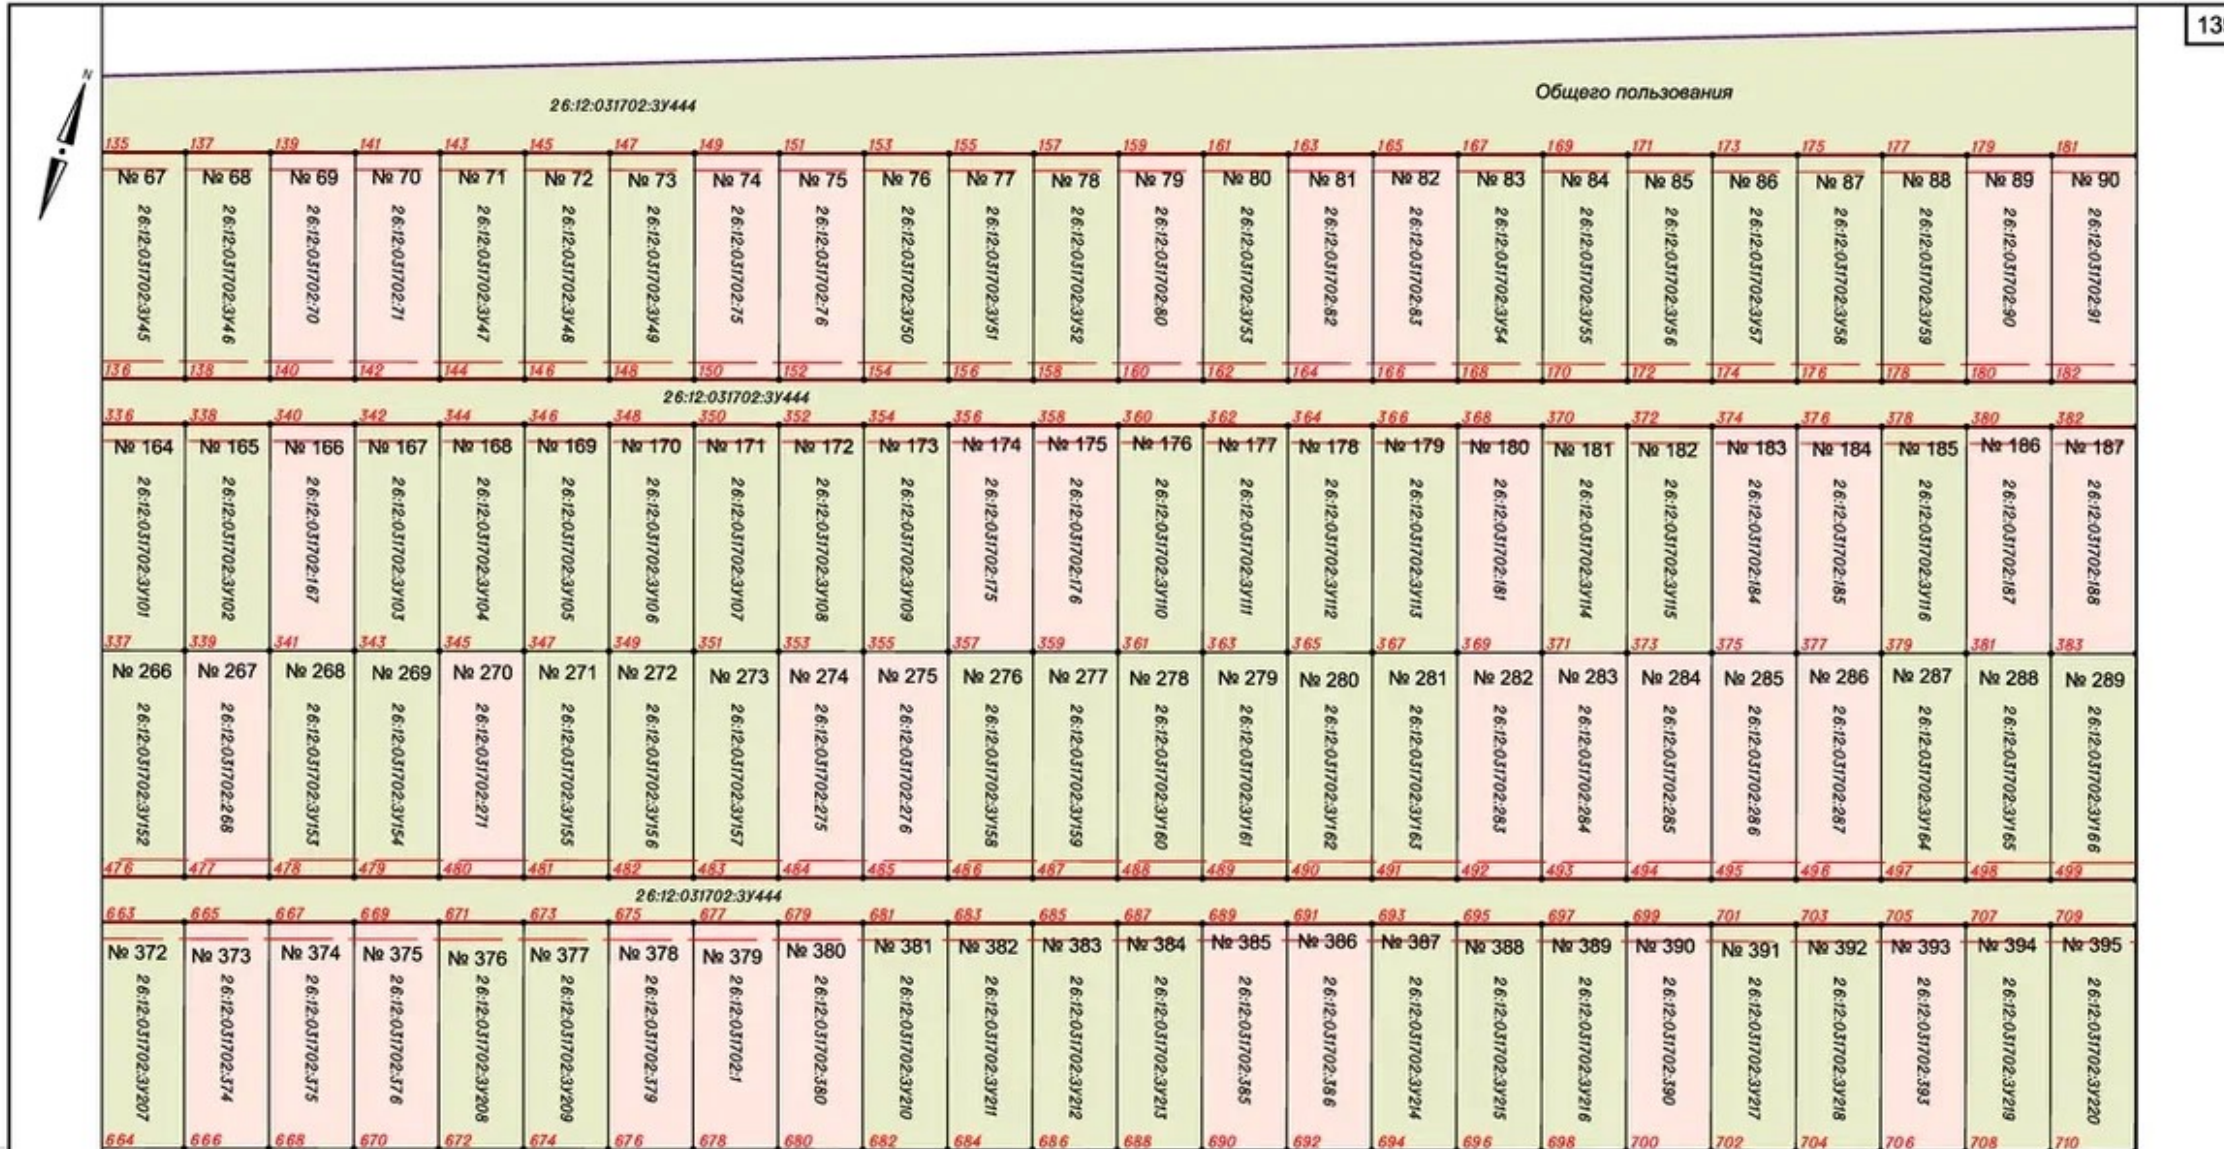 13
N
26:12:031702:ЗУ444
Общего пользования
135 137 139 141 143 145 147 149 151 153 155 157 159 161 163 165 167 169 171 173 175 177 179 181
№ 67 № 68 № 69 № 70 № 71 № 72 № 73 № 74 № 75 № 76 № 77 № 78 № 79 № 80 № 81 № 82 № 83 № 84 № 85 № 86 № 87 № 88 № 89 № 90
26:12:031702:ЗУ45 26:12:031702:ЗУ46 26:12:031702:70 26:12:031702:71 26:12:031702:ЗУ47 26:12:031702:ЗУ48 26:12:031702:ЗУ49 26:12:031702:75 26:12:031702:76 26:12:031702:ЗУ50 26:12:031702:ЗУ51 26:12:031702:ЗУ52 26:12:031702:80 26:12:031702:ЗУ53 26:12:031702:82 26:12:031702:83 26:12:031702:ЗУ54 26:12:031702:ЗУ55 26:12:031702:ЗУ56 26:12:031702:ЗУ57 26:12:031702:ЗУ58 26:12:031702:ЗУ59 26:12:031702:90 26:12:031702:91
136 138 140 142 144 146 148 150 152 154 156 158 160 162 164 166 168 170 172 174 176 178 180 182
26:12:031702:ЗУ444
336 338 340 342 344 346 348 350 352 354 356 358 360 362 364 366 368 370 372 374 376 378 380 382
№ 164 № 165 № 166 № 167 № 168 № 169 № 170 № 171 № 172 № 173 № 174 № 175 № 176 № 177 № 178 № 179 № 180 № 181 № 182 № 183 № 184 № 185 № 186 № 187
26:12:031702:ЗУ101 26:12:031702:ЗУ102 26:12:031702:167 26:12:031702:ЗУ103 26:12:031702:ЗУ104 26:12:031702:ЗУ105 26:12:031702:ЗУ106 26:12:031702:ЗУ107 26:12:031702:ЗУ108 26:12:031702:ЗУ109 26:12:031702:175 26:12:031702:176 26:12:031702:ЗУ110 26:12:031702:ЗУ111 26:12:031702:ЗУ112 26:12:031702:ЗУ113 26:12:031702:181 26:12:031702:ЗУ114 26:12:031702:ЗУ115 26:12:031702:184 26:12:031702:185 26:12:031702:ЗУ116 26:12:031702:187 26:12:031702:188
337 339 341 343 345 347 349 351 353 355 357 359 361 363 365 367 369 371 373 375 377 379 381 383
№ 266 № 267 № 268 № 269 № 270 № 271 № 272 № 273 № 274 № 275 № 276 № 277 № 278 № 279 № 280 № 281 № 282 № 283 № 284 № 285 № 286 № 287 № 288 № 289
26:12:031702:ЗУ152 26:12:031702:268 26:12:031702:ЗУ153 26:12:031702:ЗУ154 26:12:031702:271 26:12:031702:ЗУ155 26:12:031702:ЗУ156 26:12:031702:ЗУ157 26:12:031702:275 26:12:031702:276 26:12:031702:ЗУ158 26:12:031702:ЗУ159 26:12:031702:ЗУ160 26:12:031702:ЗУ161 26:12:031702:ЗУ162 26:12:031702:ЗУ163 26:12:031702:283 26:12:031702:284 26:12:031702:285 26:12:031702:286 26:12:031702:287 26:12:031702:ЗУ164 26:12:031702:ЗУ165 26:12:031702:ЗУ166
476 477 478 479 480 481 482 483 484 485 486 487 488 489 490 491 492 493 494 495 496 497 498 499
26:12:031702:ЗУ444
663 665 667 669 671 673 675 677 679 681 683 685 687 689 691 693 695 697 699 701 703 705 707 709
№ 372 № 373 № 374 № 375 № 376 № 377 № 378 № 379 № 380 № 381 № 382 № 383 № 384 № 385 № 386 № 387 № 388 № 389 № 390 № 391 № 392 № 393 № 394 № 395
26:12:031702:ЗУ207 26:12:031702:374 26:12:031702:375 26:12:031702:376 26:12:031702:ЗУ208 26:12:031702:ЗУ209 26:12:031702:379 26:12:031702:1 26:12:031702:380 26:12:031702:ЗУ210 26:12:031702:ЗУ211 26:12:031702:ЗУ212 26:12:031702:ЗУ213 26:12:031702:385 26:12:031702:386 26:12:031702:ЗУ214 26:12:031702:ЗУ215 26:12:031702:ЗУ216 26:12:031702:390 26:12:031702:ЗУ217 26:12:031702:ЗУ218 26:12:031702:393 26:12:031702:ЗУ219 26:12:031702:ЗУ220
664 666 668 670 672 674 676 678 680 682 684 686 688 690 692 694 696 698 700 702 704 706 708 710